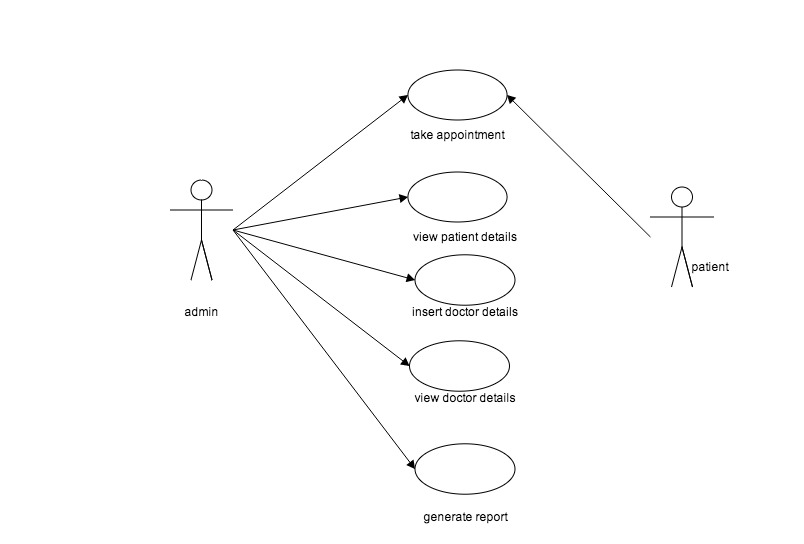 take appointment
view patient details
patient
admin
insert doctor details
view doctor details
generate report